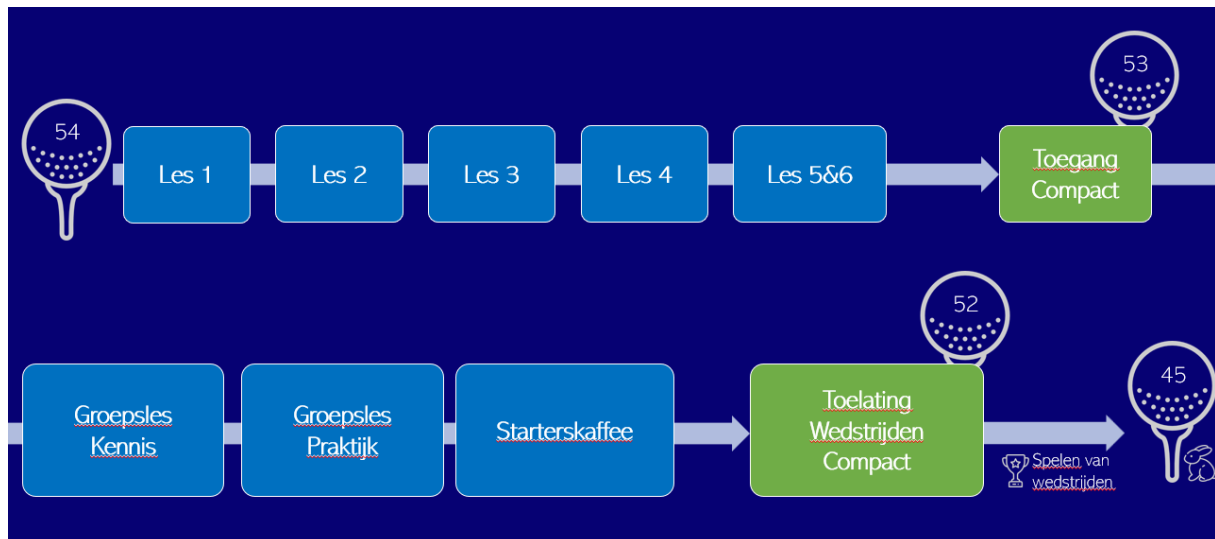 54
Les 1
Les 2
Les 3
Les 4
Les 5&6
53
Toegang
Compact
Groepsles
Kennis
Groepsles
Praktijk
Starterskaffee
52
Toelating
Wedstrijden
Compact
Spelen van
wedstrijden
45